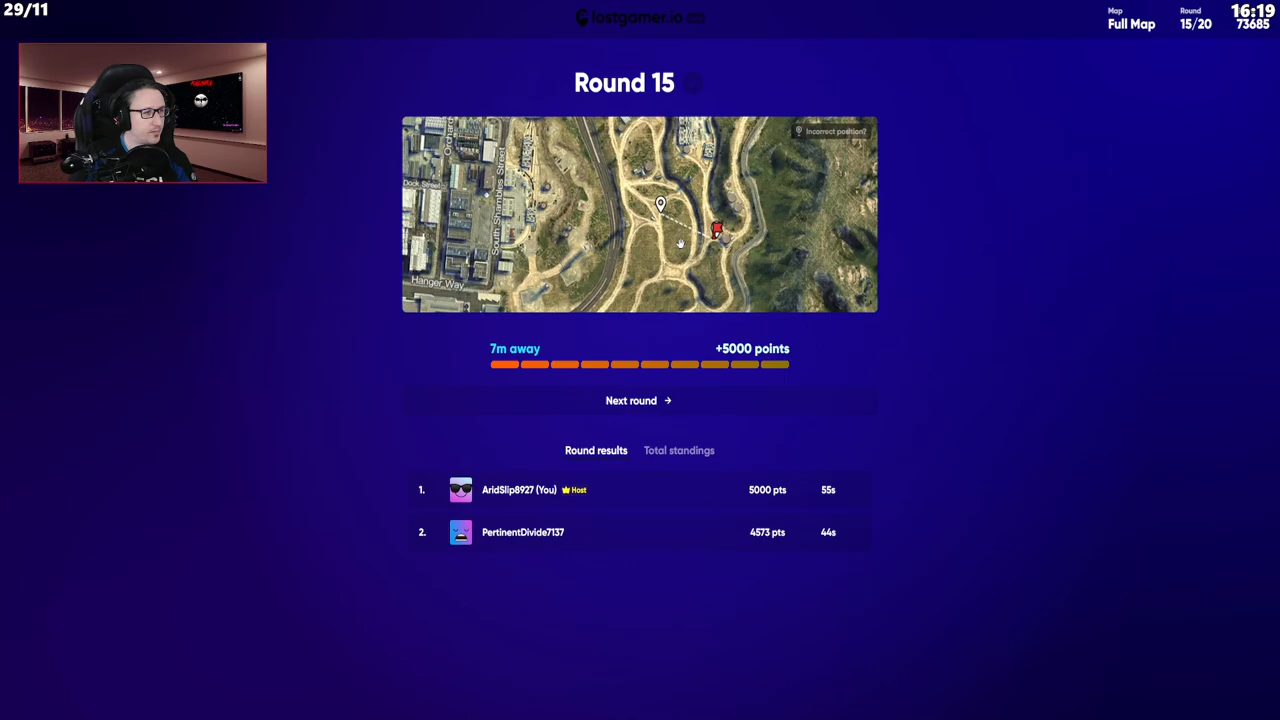 29/11
lostgamer.io
Map
Full Map
Round
15/20
16:19
73685
Round 15
Incorrect position?
Dock Street
Orchard
South Shambles Street
Hanger Way
7m away
+5000 points
Next round →
Round results
Total standings
1.
AridSlip8927 (You)
Host
5000 pts
55s
2.
PertinentDivide7137
4573 pts
44s